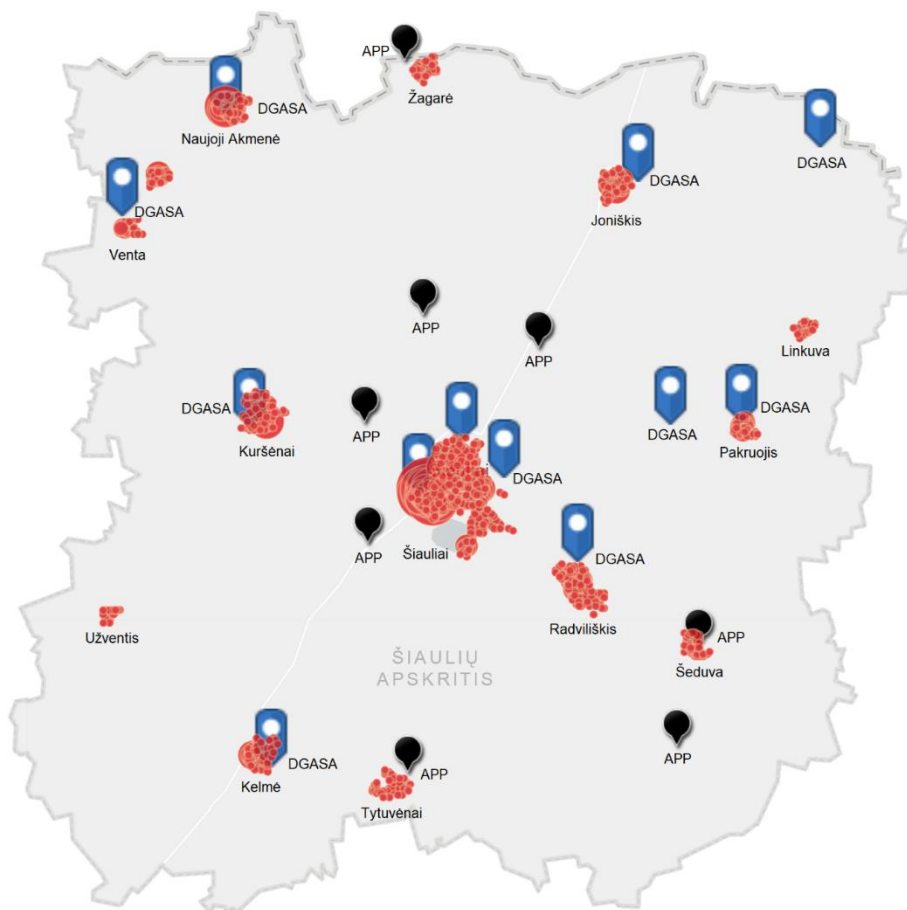 APP
Žagarė
DGASA
Naujoji Akmenė
DGASA
DGASA
Joniškis
DGASA
Venta
APP
APP
Linkuva
DGASA
Kuršėnai
APP
DGASA
DGASA
Pakruojis
DGASA
APP
Šiauliai
DGASA
Radviliškis
Užventis
APP
Šeduva
ŠIAULIŲ
APSKRITIS
APP
DGASA
Kelmė
APP
Tytuvėnai